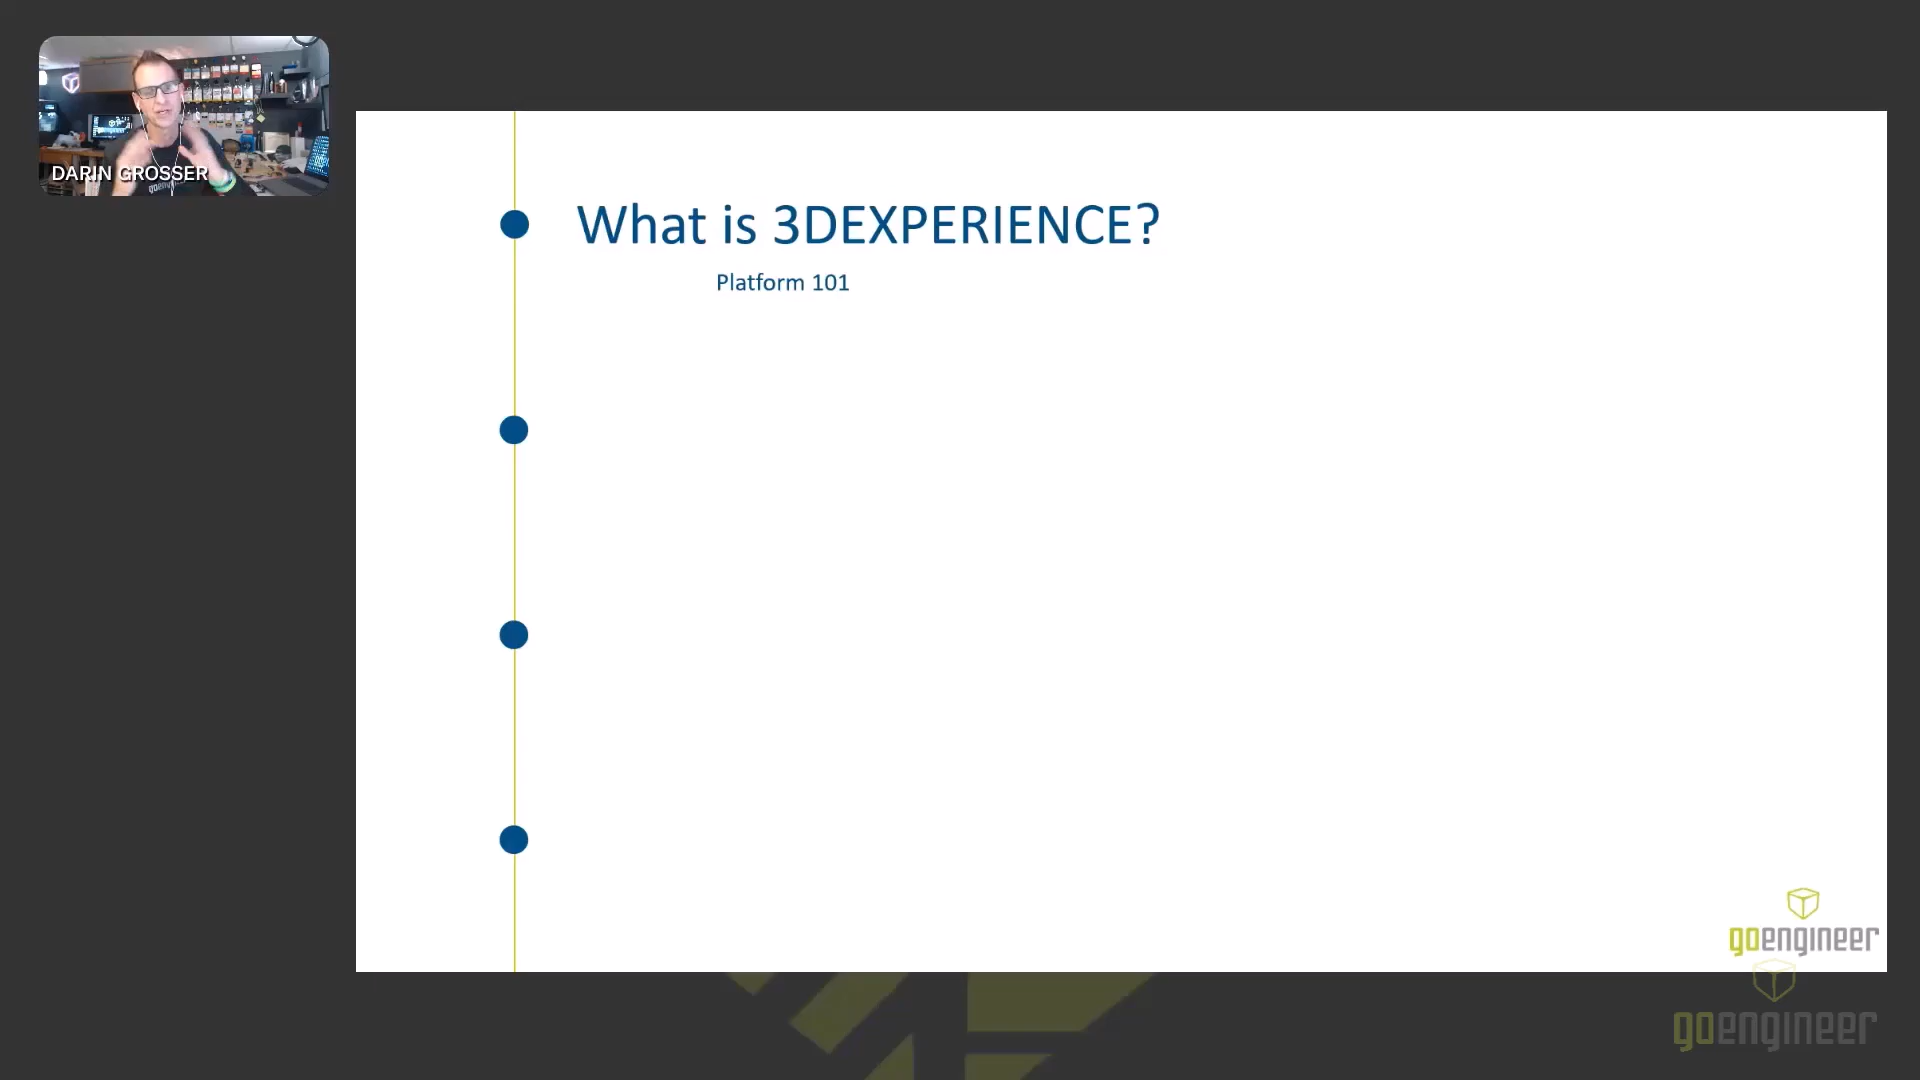 DARIN GROSSER
What is 3DEXPERIENCE?
Platform 101
goengineer
goengineer